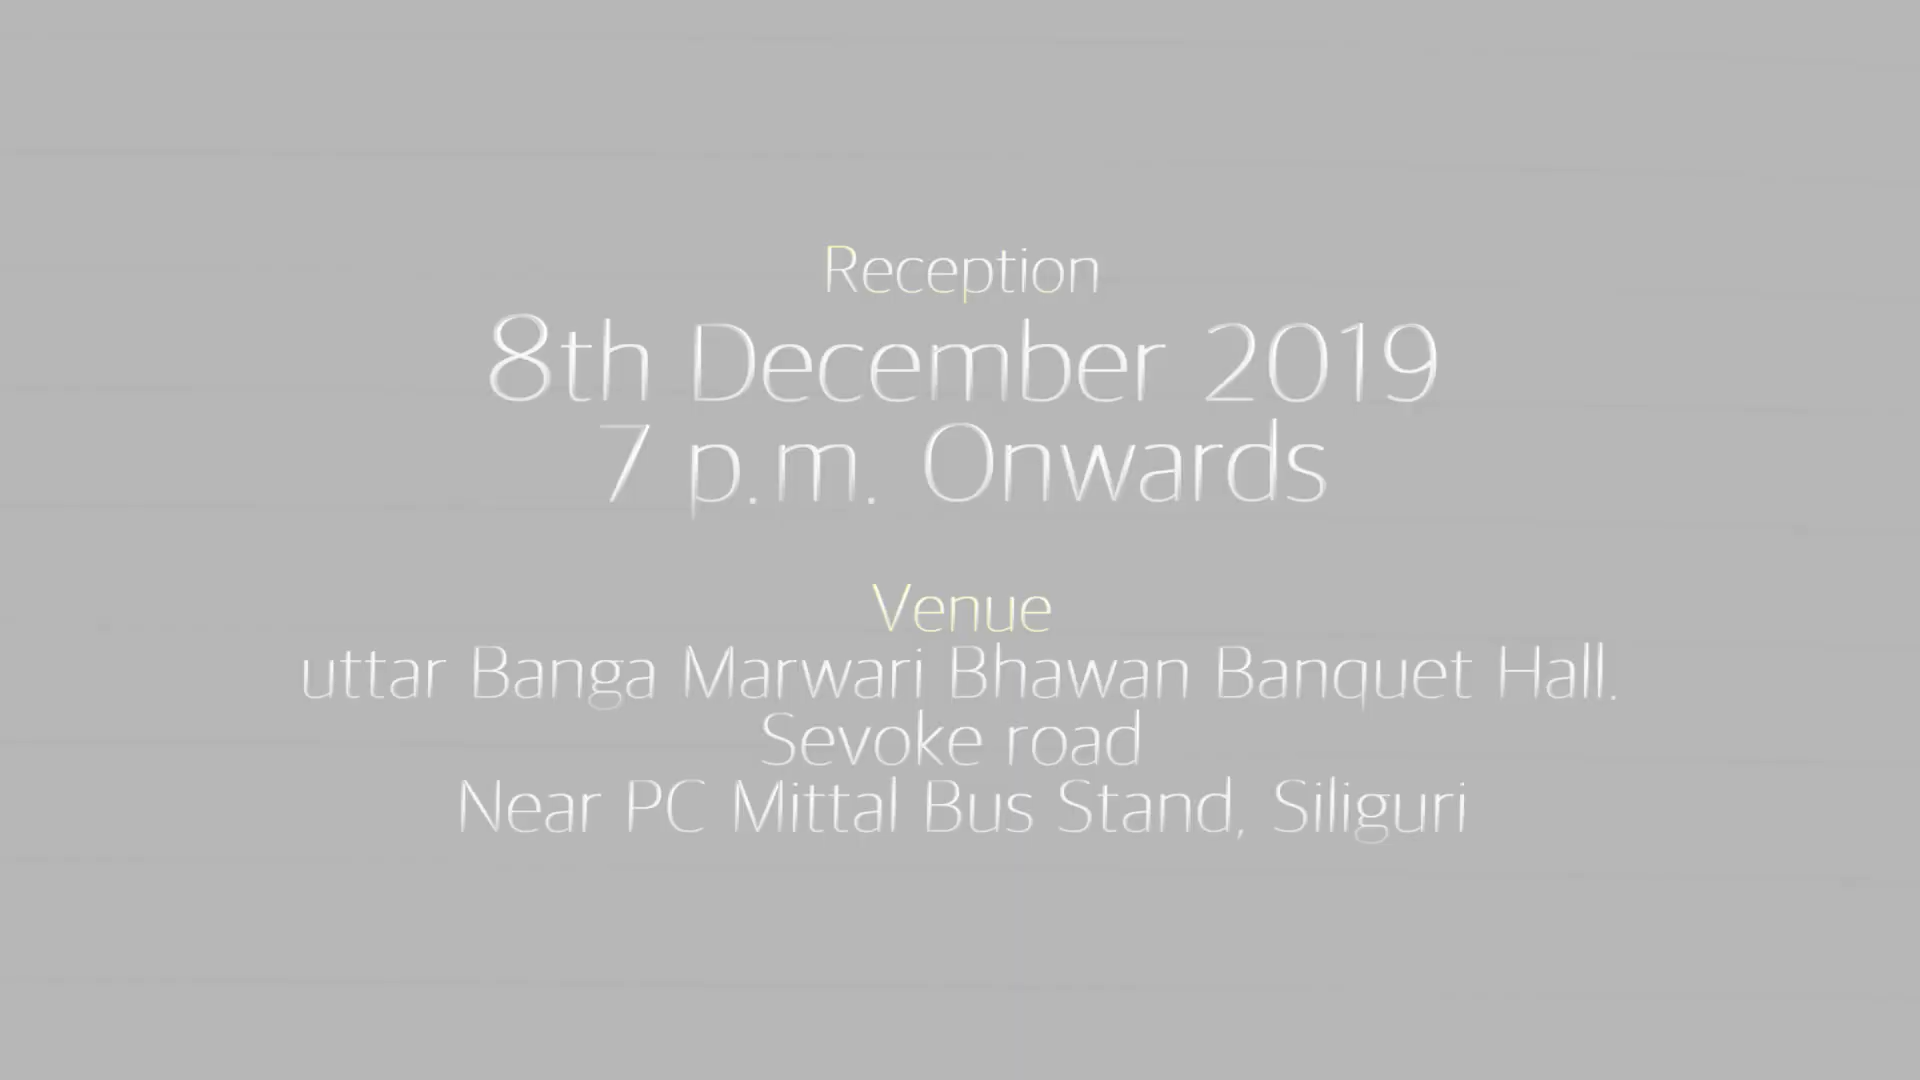 Reception
8th December 2019
7 p.m. Onwards
Venue
uttar Banga Marwari Bhawan Banquet Hall.
Sevoke road
Near PC Mittal Bus Stand, Siliguri